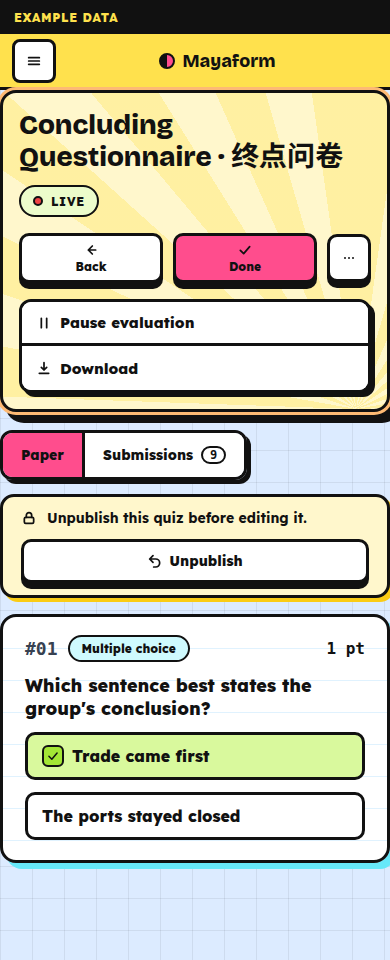 EXAMPLE DATA
Mayaform
Concluding
Questionnaire · 终点问卷
LIVE
Back
Done
...
Pause evaluation
Download
Paper
Submissions 9
Unpublish this quiz before editing it.
Unpublish
#01 Multiple choice 1 pt
Which sentence best states the
group's conclusion?
Trade came first
The ports stayed closed